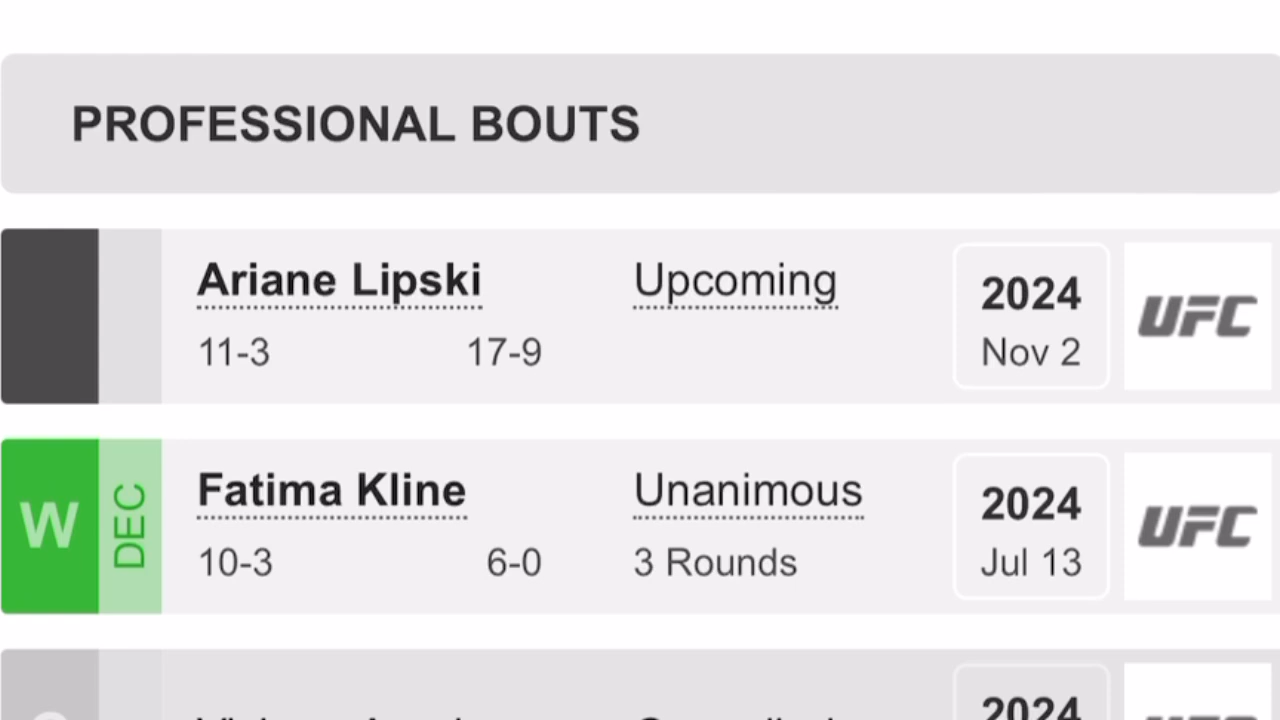 PROFESSIONAL BOUTS
Ariane Lipski Upcoming
2024
11-3 17-9
Nov 2
UFC
W DEC
Fatima Kline Unanimous
2024
10-3 6-0 3 Rounds
Jul 13
UFC
2024